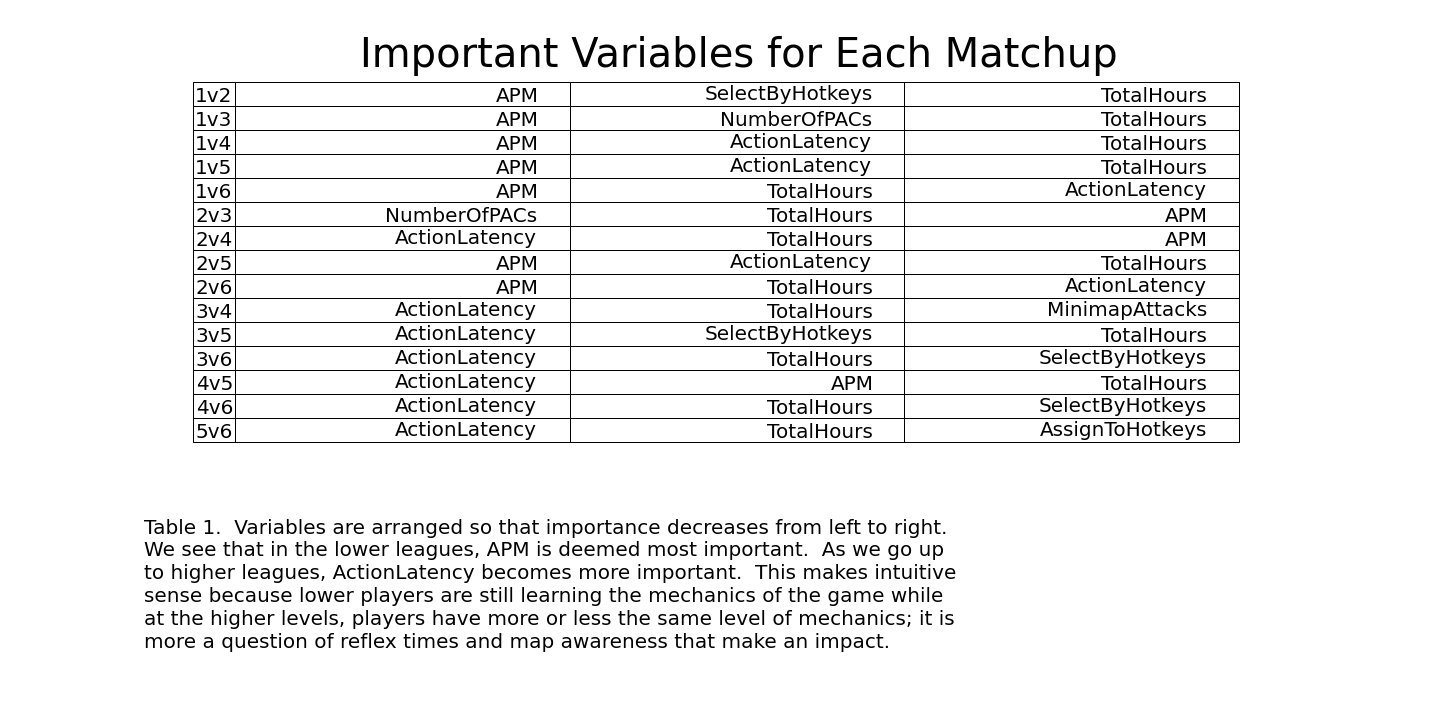 Important Variables for Each Matchup
1v2 APM SelectByHotkeys TotalHours
1v3 APM NumberOfPACs TotalHours
1v4 APM ActionLatency TotalHours
1v5 APM ActionLatency TotalHours
1v6 APM TotalHours ActionLatency
2v3 NumberOfPACs TotalHours APM
2v4 ActionLatency TotalHours APM
2v5 APM ActionLatency TotalHours
2v6 APM TotalHours ActionLatency
3v4 ActionLatency TotalHours MinimapAttacks
3v5 ActionLatency SelectByHotkeys TotalHours
3v6 ActionLatency TotalHours SelectByHotkeys
4v5 ActionLatency APM TotalHours
4v6 ActionLatency TotalHours SelectByHotkeys
5v6 ActionLatency TotalHours AssignToHotkeys
Table 1.  Variables are arranged so that importance decreases from left to right.
We see that in the lower leagues, APM is deemed most important.  As we go up
to higher leagues, ActionLatency becomes more important.  This makes intuitive
sense because lower players are still learning the mechanics of the game while
at the higher levels, players have more or less the same level of mechanics; it is
more a question of reflex times and map awareness that make an impact.